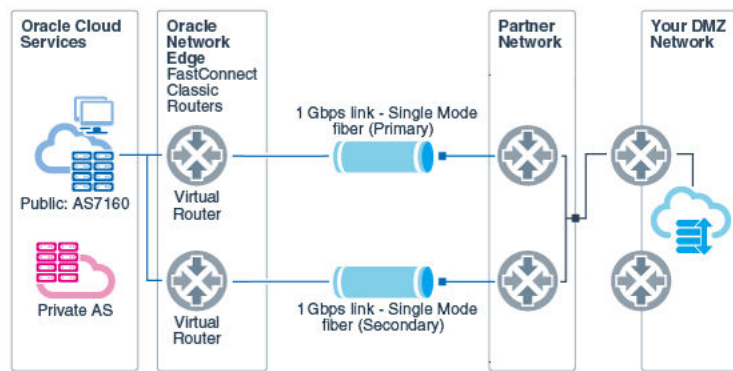 Oracle Cloud
Services
Oracle
Network
Edge
FastConnect
Classic
Routers
Partner
Network
Your DMZ
Network
1 Gbps link - Single Mode
fiber (Primary)
Public: AS7160
Virtual
Router
Private AS
Virtual
Router
1 Gbps link - Single Mode
fiber (Secondary)